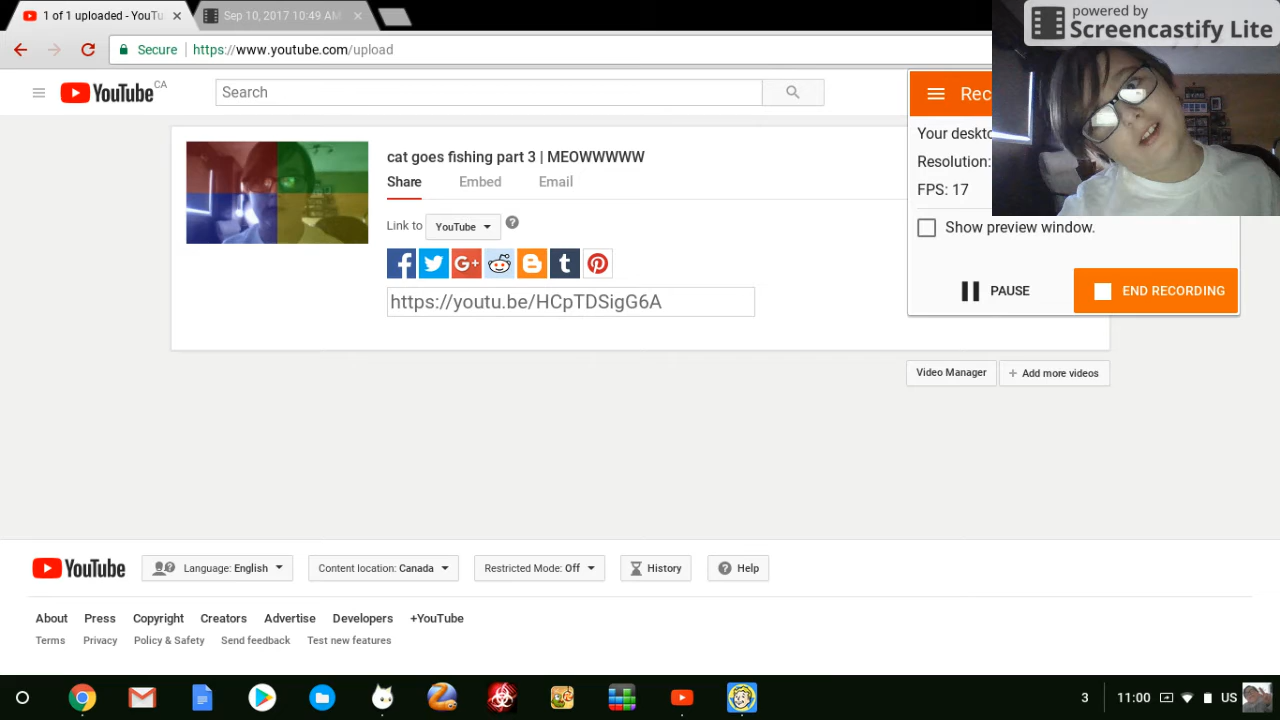 1 of 1 uploaded - YouTu
Sep 10, 2017 10:49 AM
powered by
Screencastify Lite
Secure https://www.youtube.com/upload
YouTube CA
Search
Rec
Your deskto
Resolution:
FPS: 17
Show preview window.
PAUSE
END RECORDING
cat goes fishing part 3 | MEOWWWWW
Share Embed Email
Link to YouTube ?
https://youtu.be/HCpTDSigG6A
Video Manager + Add more videos
YouTube Language: English Content location: Canada Restricted Mode: Off History Help
About Press Copyright Creators Advertise Developers +YouTube
Terms Privacy Policy & Safety Send feedback Test new features
3 11:00 US